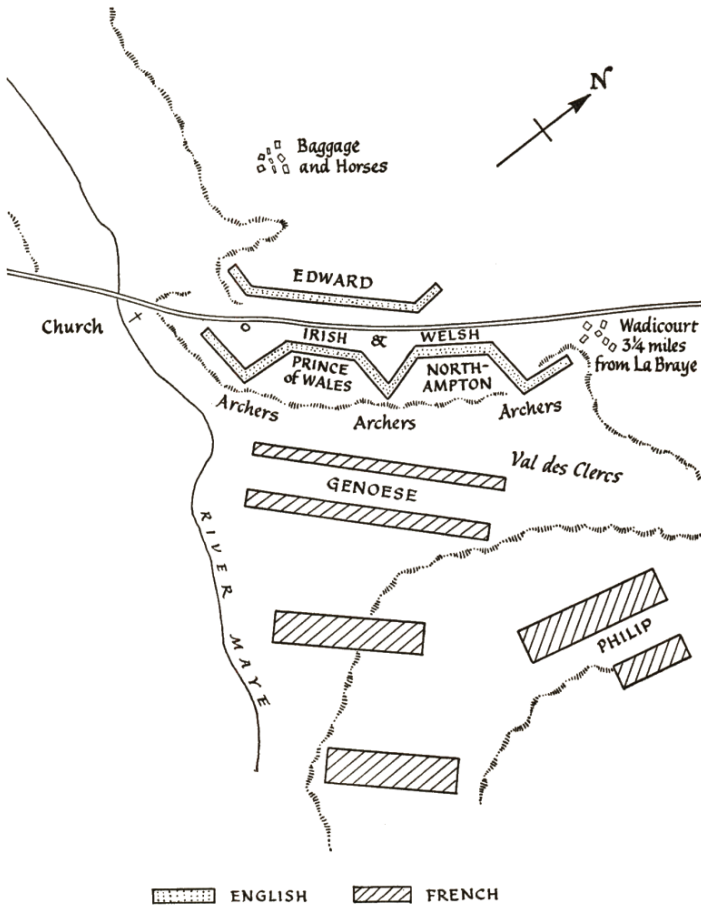 N
Baggage
and Horses
EDWARD
Church
IRISH & WELSH
PRINCE
OF WALES
NORTH-
AMPTON
Wadicourt
3¼ miles
from La Braye
Archers
Archers
Archers
Val des Clercs
GENOESE
RIVER MAYE
PHILIP
ENGLISH
FRENCH